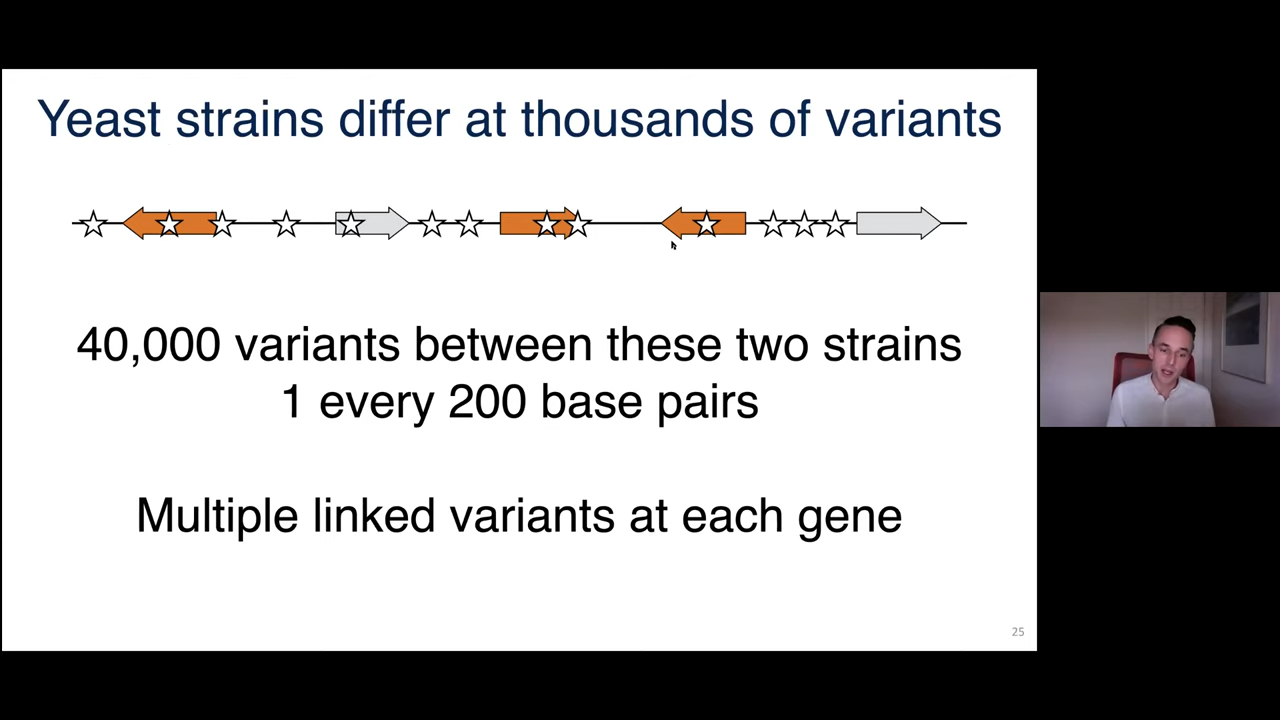 Yeast strains differ at thousands of variants
40,000 variants between these two strains
1 every 200 base pairs
Multiple linked variants at each gene
25